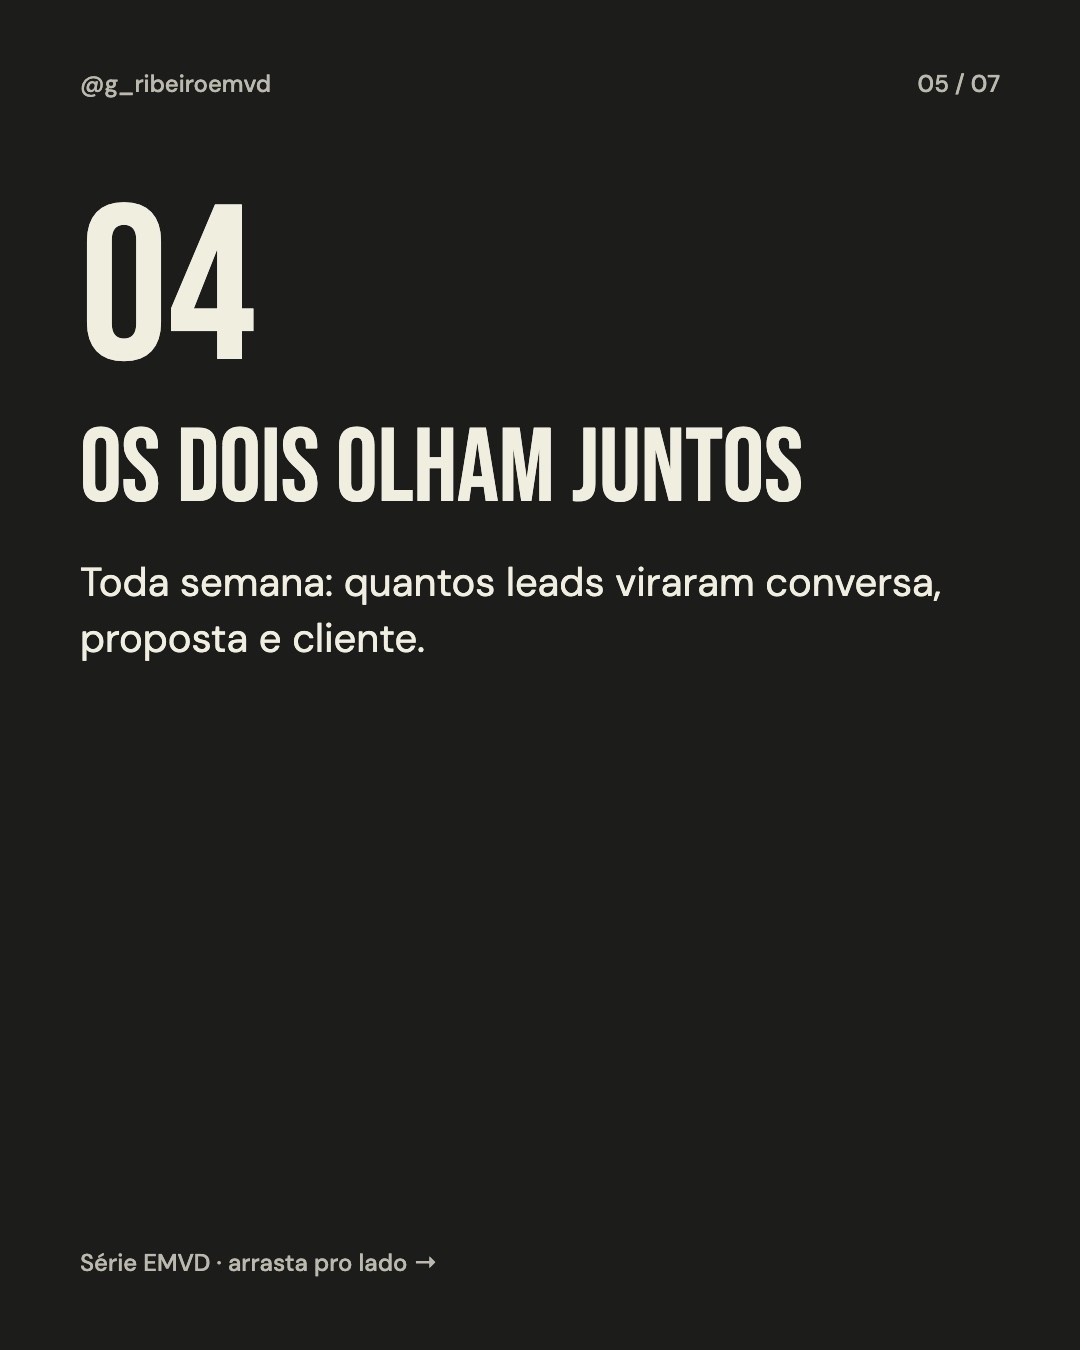 @g_ribeiroemvd
05 / 07
04
OS DOIS OLHAM JUNTOS
Toda semana: quantos leads viraram conversa,
proposta e cliente.
Série EMVD · arrasta pro lado →